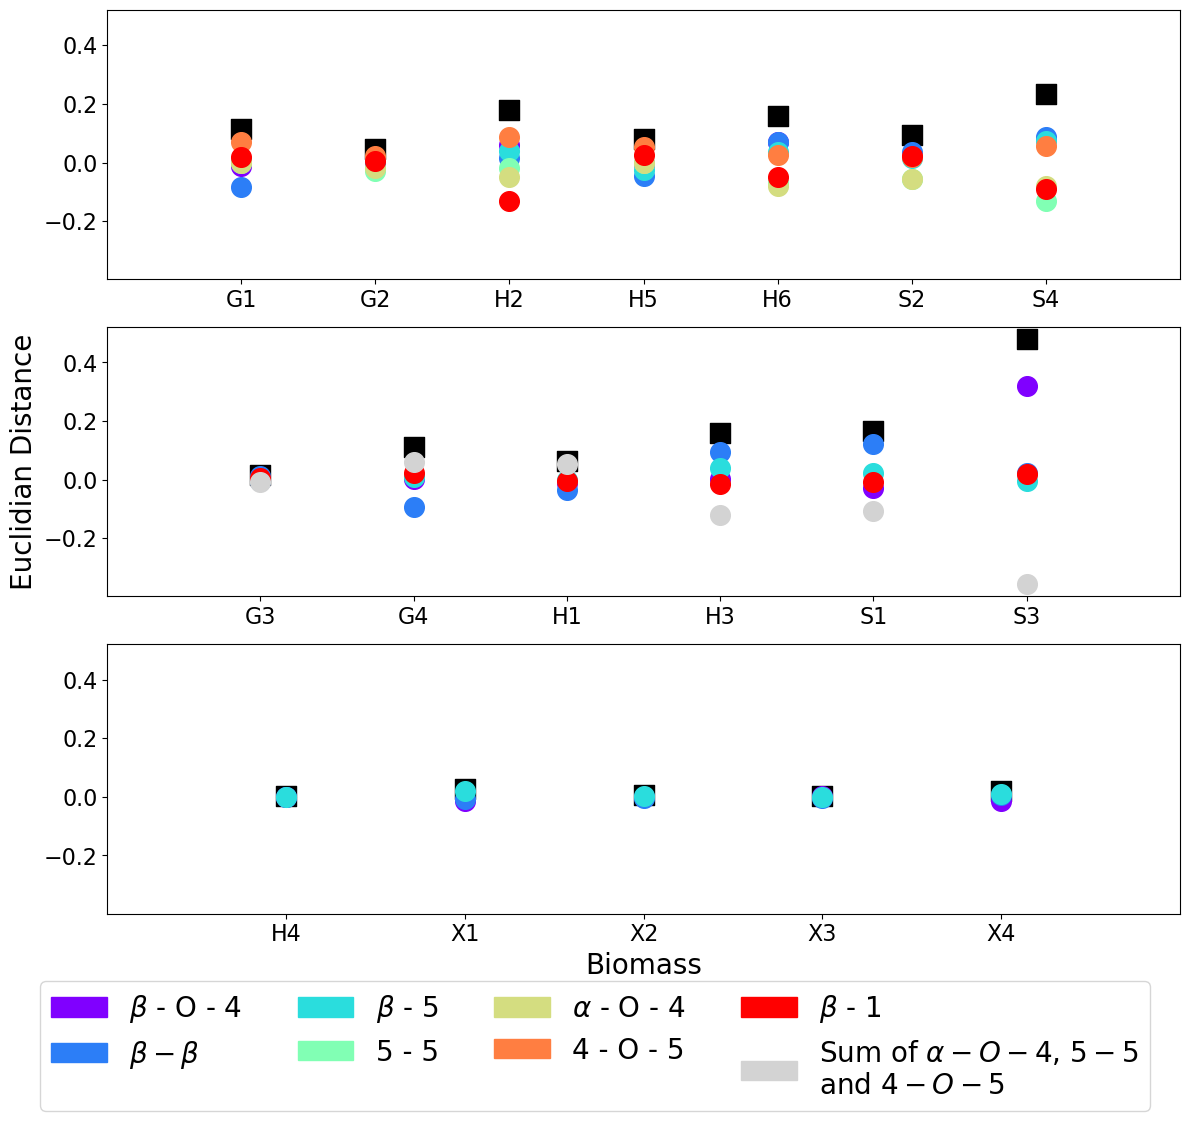 0.4
0.2
0.0
−0.2
G1 G2 H2 H5 H6 S2 S4
Euclidian Distance
0.4
0.2
0.0
−0.2
G3 G4 H1 H3 S1 S3
0.4
0.2
0.0
−0.2
H4 X1 X2 X3 X4
Biomass
β - O - 4
β − β
β - 5
5 - 5
α - O - 4
4 - O - 5
β - 1
Sum of α − O − 4, 5 − 5
and 4 − O − 5